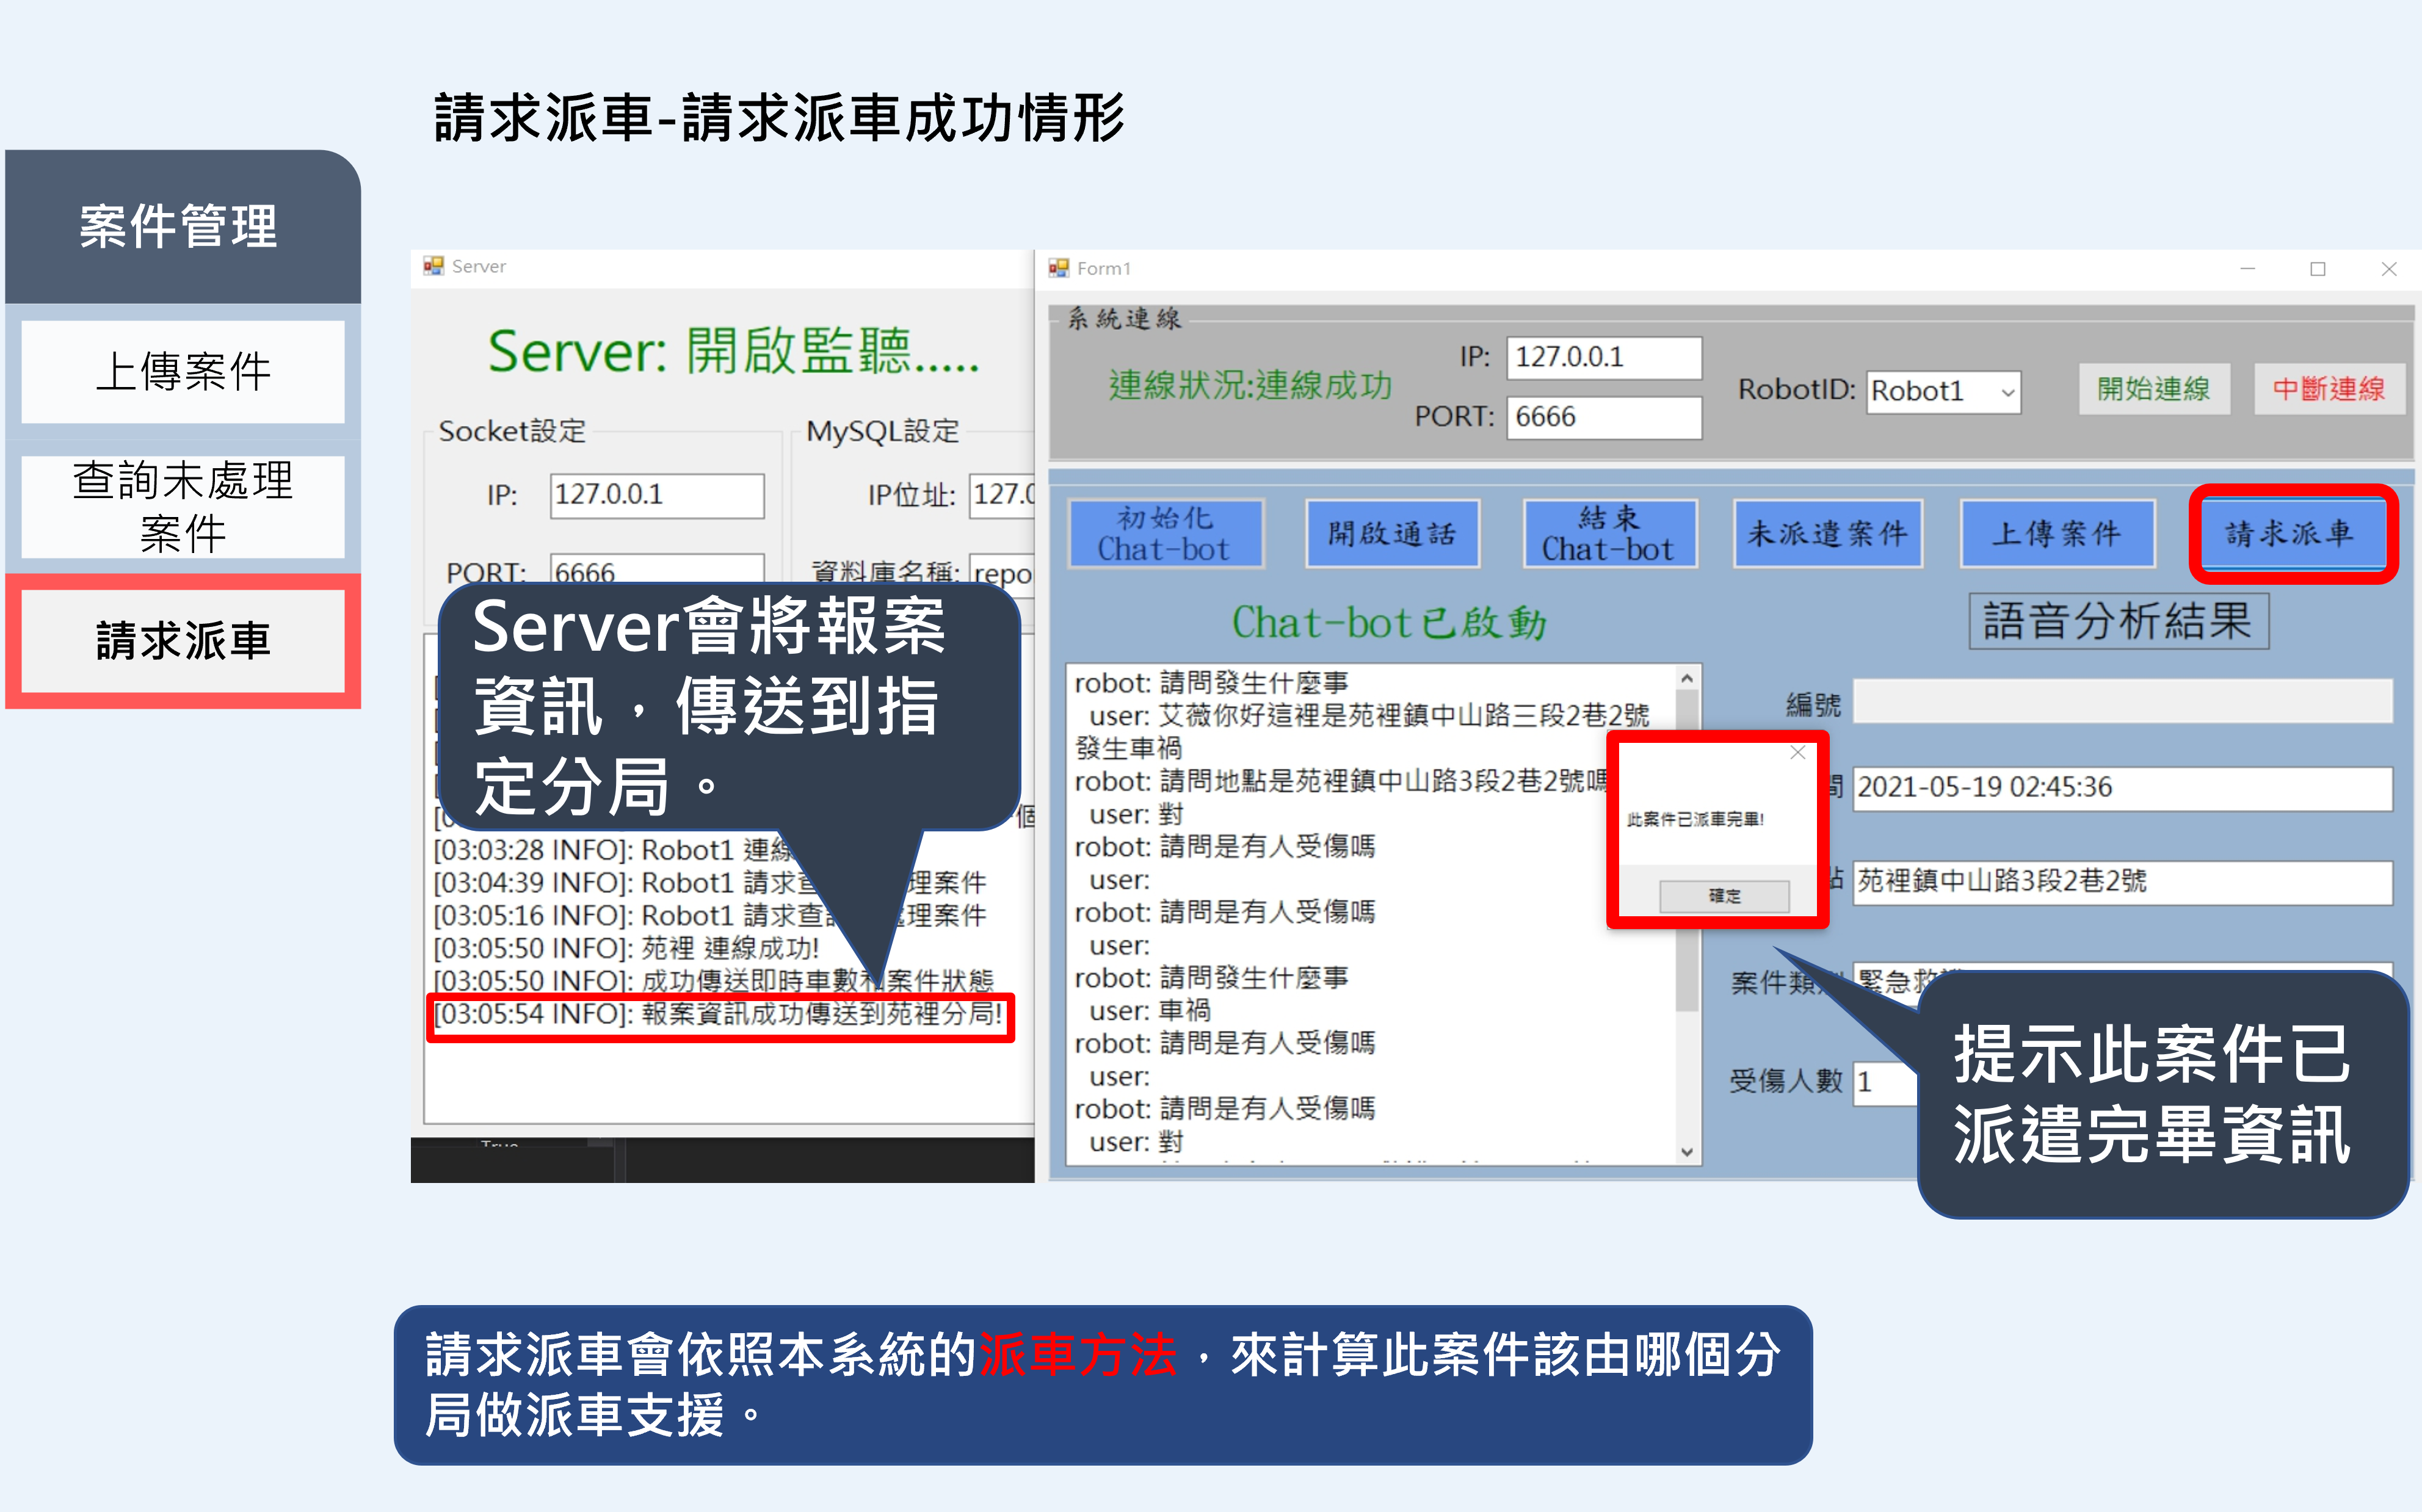 請求派車-請求派車成功情形
案件管理
上傳案件
查詢未處理
案件
請求派車
Server
Server: 開啟監聽.....
Socket設定
IP: 127.0.0.1
PORT: 6666
MySQL設定
IP位址: 127.0
資料庫名稱: repo
Server會將報案
資訊，傳送到指
定分局。
[03:03:28 INFO]: Robot1 連線
[03:04:39 INFO]: Robot1 請求查 理案件
[03:05:16 INFO]: Robot1 請求查 處理案件
[03:05:50 INFO]: 苑裡 連線成功!
[03:05:50 INFO]: 成功傳送即時車數和案件狀態
[03:05:54 INFO]: 報案資訊成功傳送到苑裡分局!
True
Form1
系統連線
連線狀況:連線成功
IP: 127.0.0.1
PORT: 6666
RobotID: Robot1
開始連線
中斷連線
初始化
Chat-bot
開啟通話
結束
Chat-bot
未派遣案件
上傳案件
請求派車
Chat-bot已啟動
語音分析結果
robot: 請問發生什麼事
user: 艾薇你好這裡是苑裡鎮中山路三段2巷2號
發生車禍
robot: 請問地點是苑裡鎮中山路3段2巷2號嗎
user: 對
robot: 請問是有人受傷嗎
user:
robot: 請問是有人受傷嗎
user:
robot: 請問發生什麼事
user: 車禍
robot: 請問是有人受傷嗎
user:
robot: 請問是有人受傷嗎
user: 對
此案件已派車完畢!
確定
編號
2021-05-19 02:45:36
苑裡鎮中山路3段2巷2號
案件類 緊急救
受傷人數 1
提示此案件已
派遣完畢資訊
請求派車會依照本系統的派車方法，來計算此案件該由哪個分
局做派車支援。